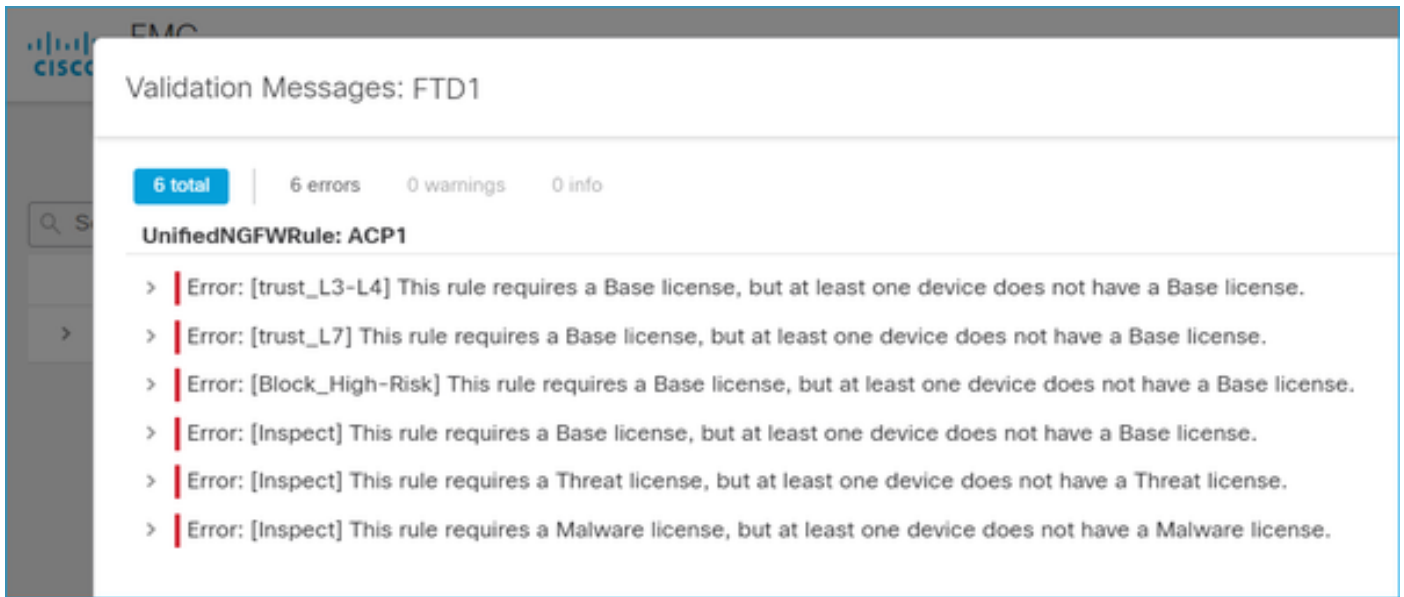 CISCO
FMC
Validation Messages: FTD1
6 total 6 errors 0 warnings 0 info
UnifiedNGFWRule: ACP1
> Error: [trust_L3-L4] This rule requires a Base license, but at least one device does not have a Base license.
> Error: [trust_L7] This rule requires a Base license, but at least one device does not have a Base license.
> Error: [Block_High-Risk] This rule requires a Base license, but at least one device does not have a Base license.
> Error: [Inspect] This rule requires a Base license, but at least one device does not have a Base license.
> Error: [Inspect] This rule requires a Threat license, but at least one device does not have a Threat license.
> Error: [Inspect] This rule requires a Malware license, but at least one device does not have a Malware license.